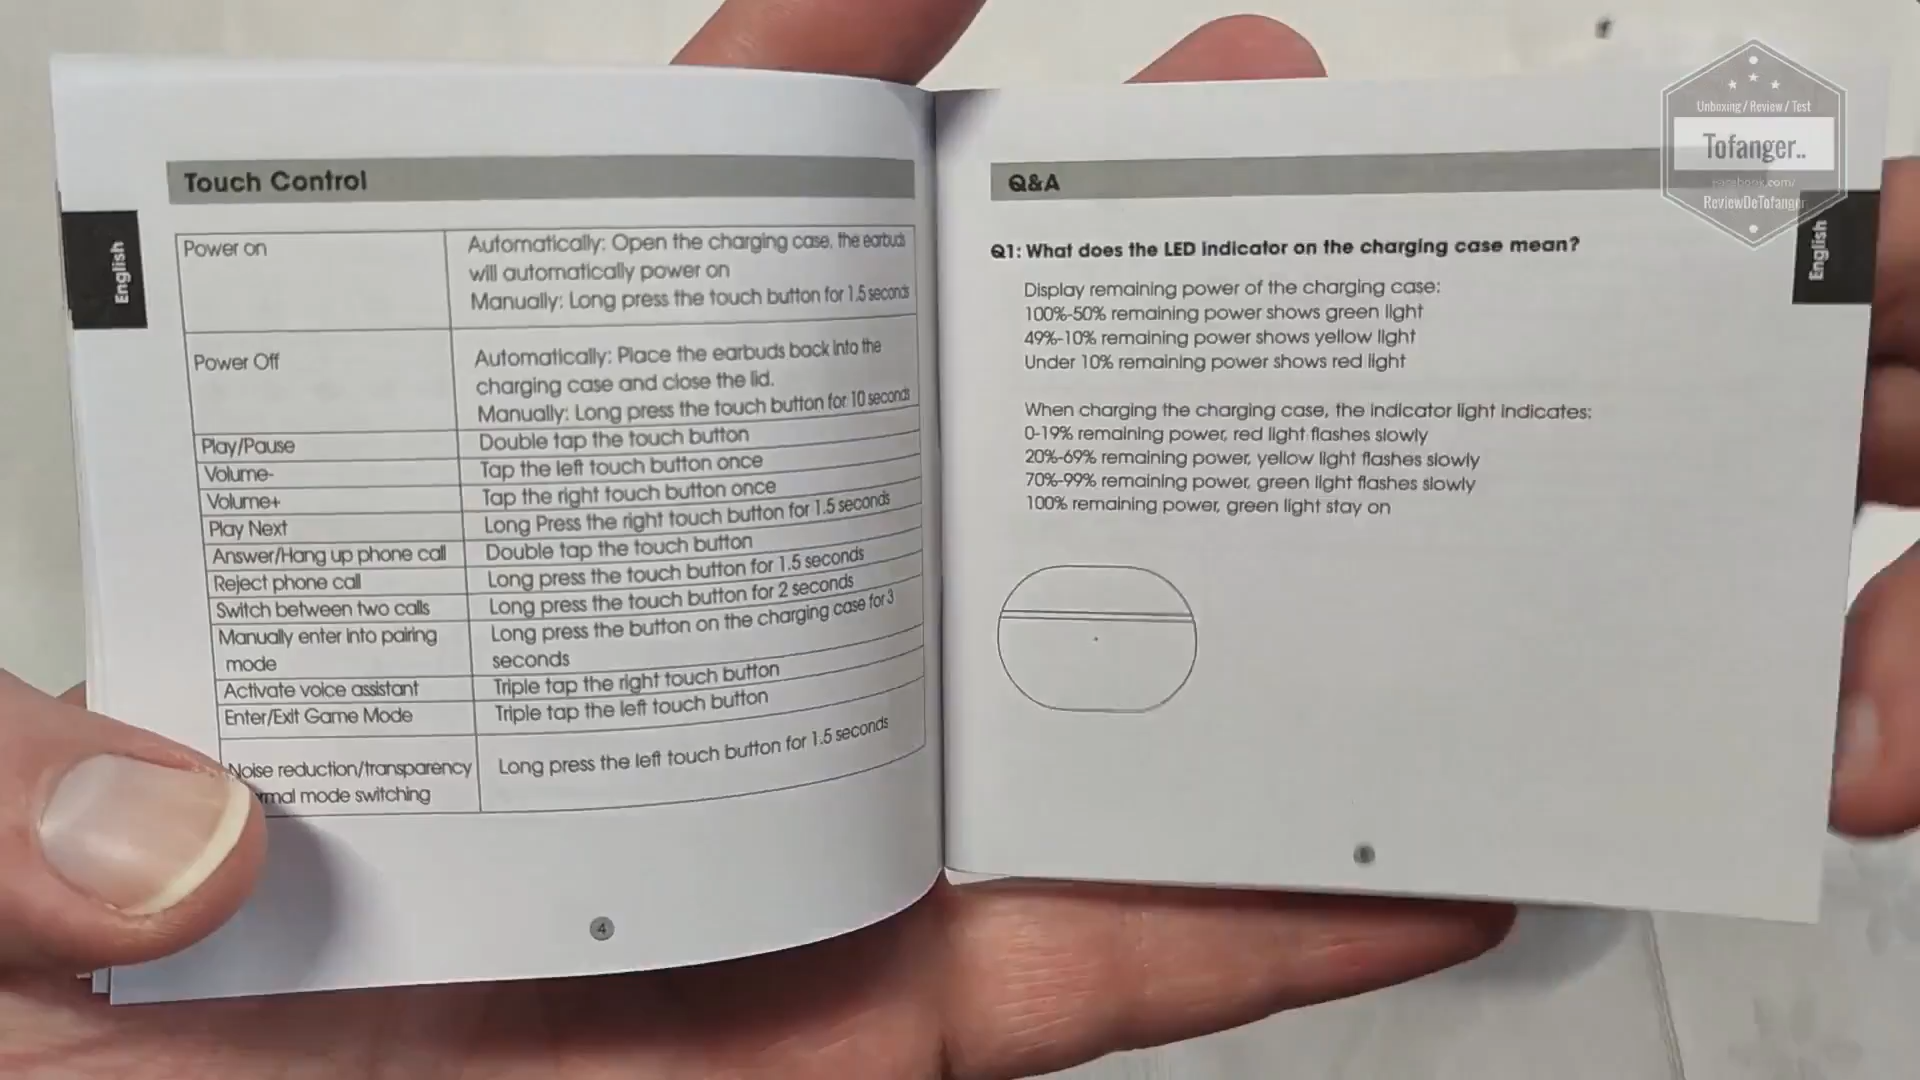 Touch Control
English
Power on
Automatically: Open the charging case, the earbuds
will automatically power on
Manually: Long press the touch button for 1.5 seconds
Power Off
Automatically: Place the earbuds back into the
charging case and close the lid.
Manually: Long press the touch button for 10 seconds
Play/Pause
Double tap the touch button
Volume-
Tap the left touch button once
Volume+
Tap the right touch button once
Play Next
Long Press the right touch button for 1.5 seconds
Answer/Hang up phone call
Double tap the touch button
Reject phone call
Long press the touch button for 1.5 seconds
Switch between two calls
Long press the touch button for 2 seconds
Manually enter into pairing
mode
Long press the button on the charging case for 3
seconds
Activate voice assistant
Triple tap the right touch button
Enter/Exit Game Mode
Triple tap the left touch button
Noise reduction/transparency
mode switching
Long press the left touch button for 1.5 seconds
4
Q&A
English
Q1: What does the LED indicator on the charging case mean?
Display remaining power of the charging case:
100%-50% remaining power shows green light
49%-10% remaining power shows yellow light
Under 10% remaining power shows red light
When charging the charging case, the indicator light indicates:
0-19% remaining power, red light flashes slowly
20%-69% remaining power, yellow light flashes slowly
70%-99% remaining power, green light flashes slowly
100% remaining power, green light stay on
Unboxing / Review / Test
Tofanger..
Facebook.com/
ReviewDeTofanger